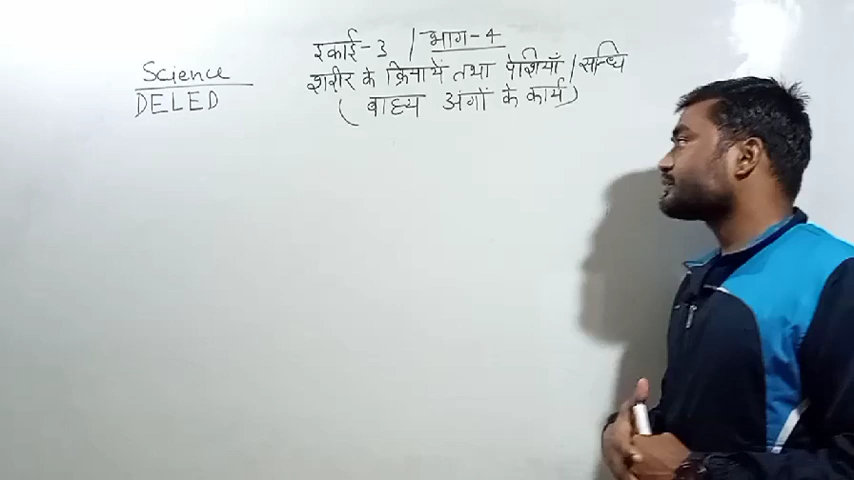 Science
DELED
इकाई-3 / भाग-4
शरीर के क्रियायें तथा पेशियाँ / सन्धि
( बाह्य अंगों के कार्य )